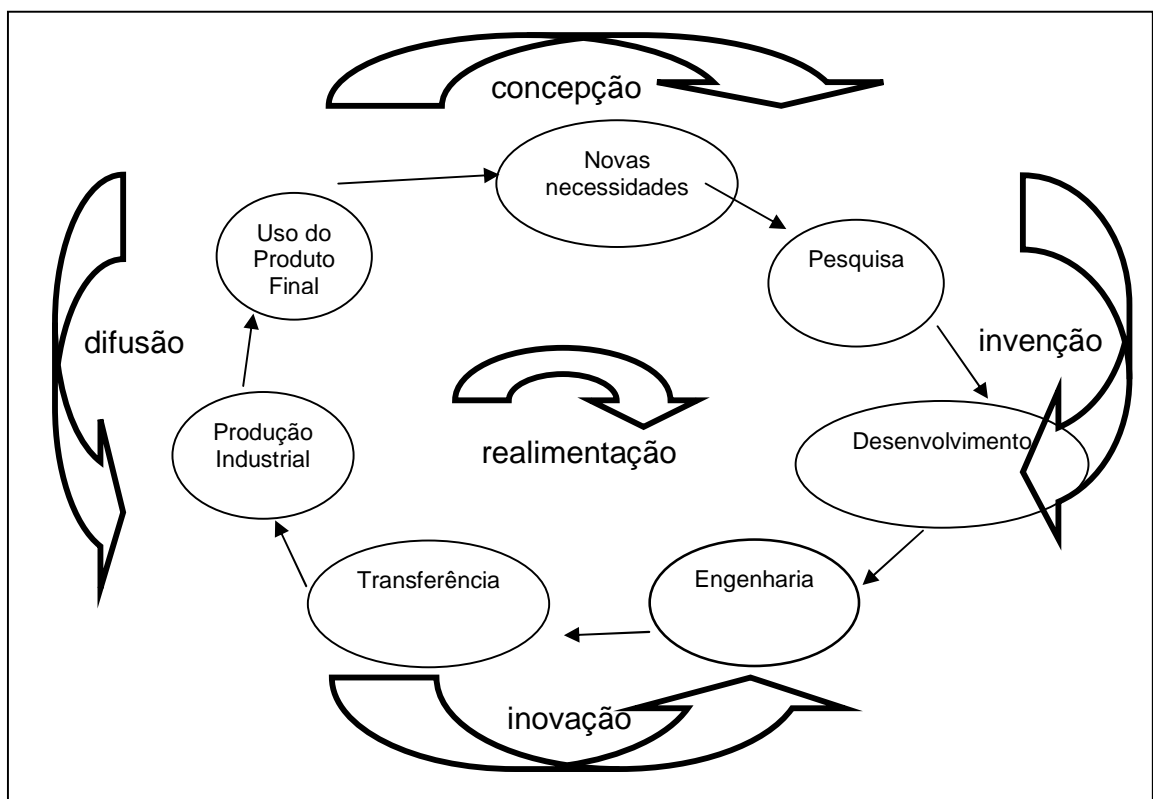 concepção
Novas
necessidades
Uso do
Produto
Final
Pesquisa
difusão
invenção
Produção
Industrial
realimentação
Desenvolvimento
Transferência
Engenharia
inovação